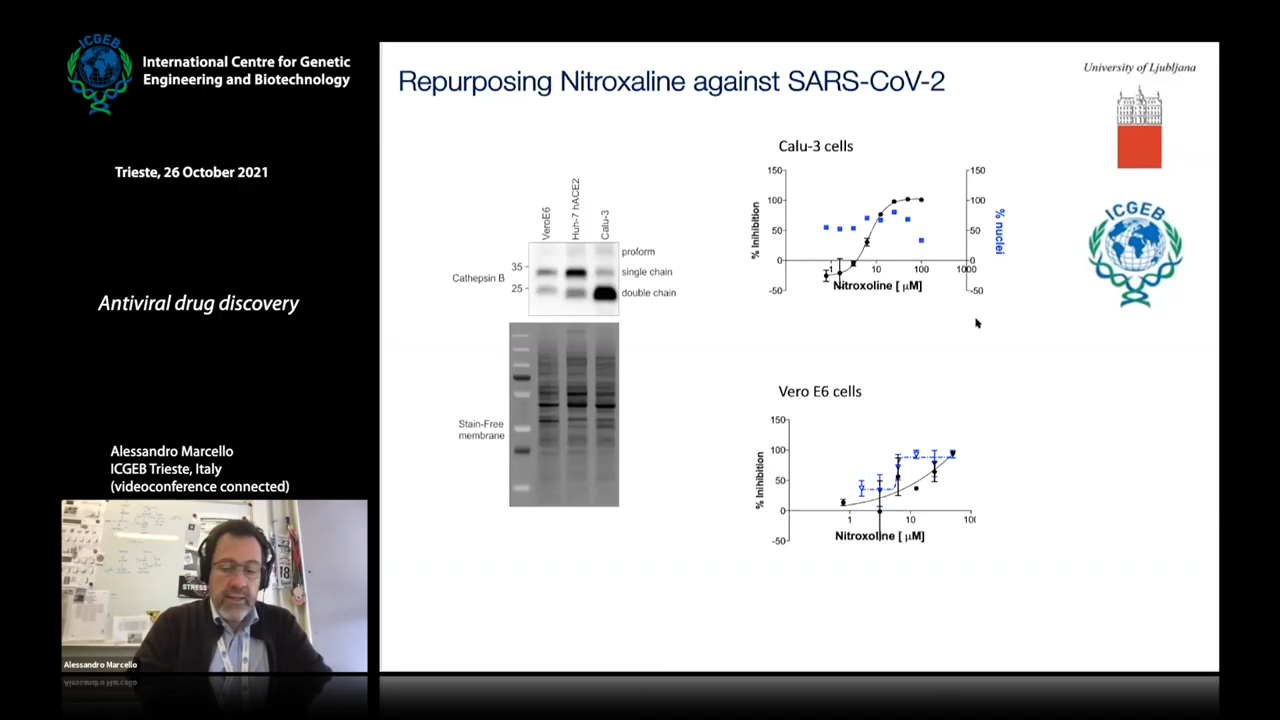 ICGEB
International Centre for Genetic
Engineering and Biotechnology
Trieste, 26 October 2021
Antiviral drug discovery
Alessandro Marcello
ICGEB Trieste, Italy
(videoconference connected)
STRESS
18
Alessandro Marcello
Repurposing Nitroxaline against SARS-CoV-2
University of Ljubljana
ICGEB
VeroE6
Huh-7 hACE2
Calu-3
Cathepsin B
35
25
proform
single chain
double chain
Stain-Free
membrane
Calu-3 cells
% Inihibition
150
100
50
0
-50
1
10
100
1000
Nitroxoline [ µM]
150
100
50
0
-50
% nuclei
Vero E6 cells
% Inihibition
150
100
50
0
-50
1
10
Nitroxoline [ µM]